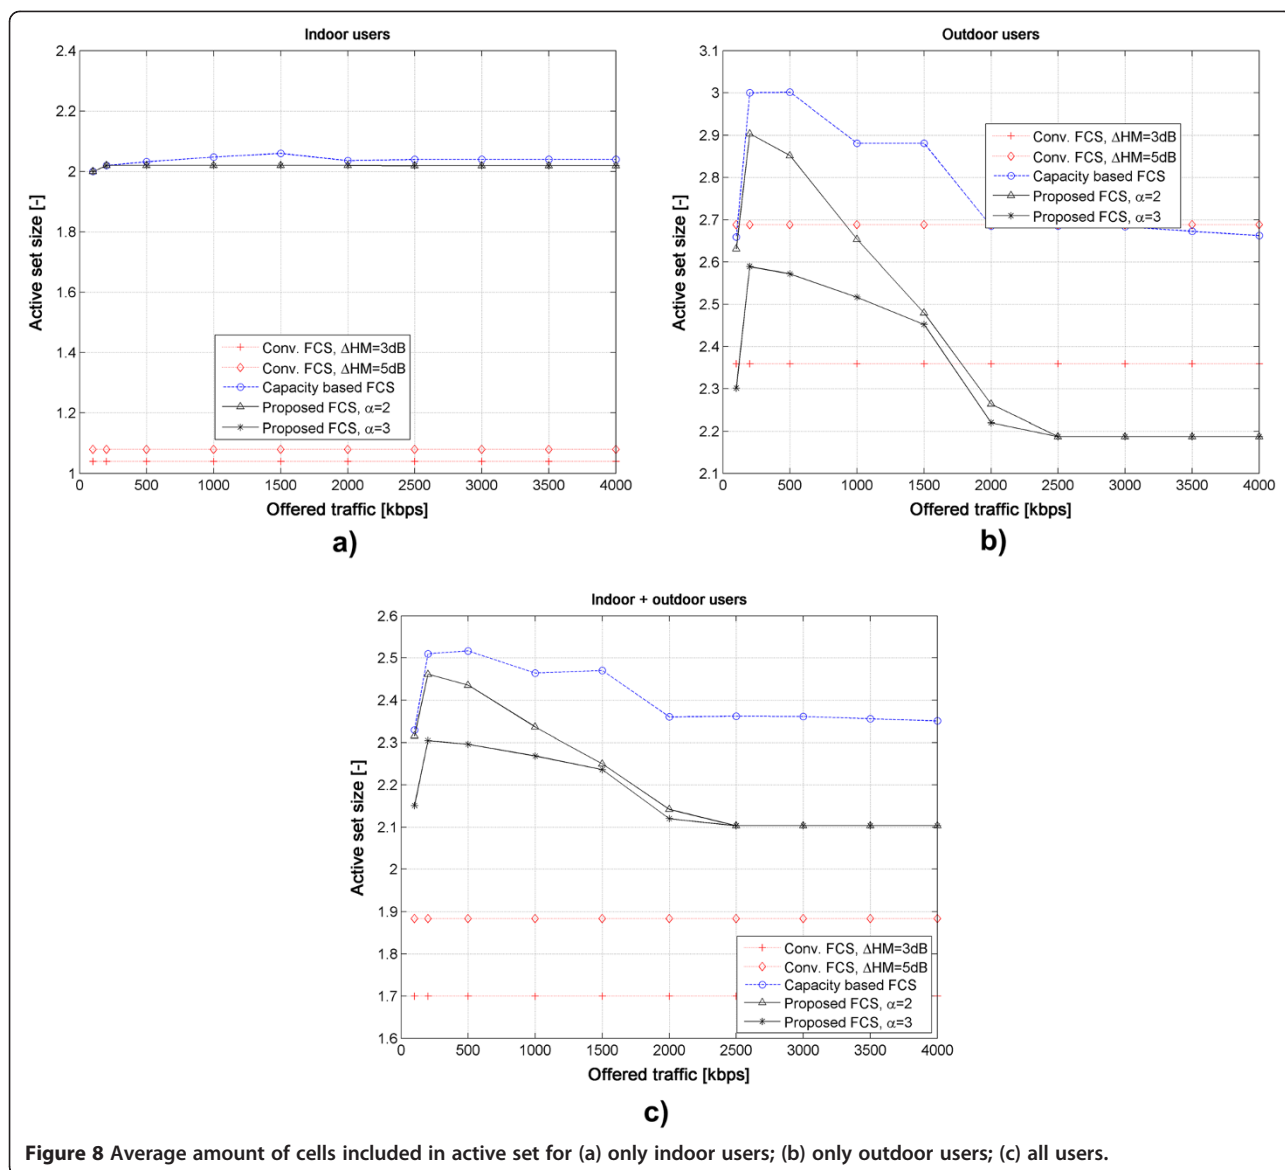 Indoor users
2.4
2.2
2
1.8
1.6
1.4
1.2
1
Active set size [-]
Conv. FCS, ΔHM=3dB
Conv. FCS, ΔHM=5dB
Capacity based FCS
Proposed FCS, α=2
Proposed FCS, α=3
0 500 1000 1500 2000 2500 3000 3500 4000
Offered traffic [kbps]
a)
Outdoor users
3.1
3
2.9
2.8
2.7
2.6
2.5
2.4
2.3
2.2
2.1
Active set size [-]
Conv. FCS, ΔHM=3dB
Conv. FCS, ΔHM=5dB
Capacity based FCS
Proposed FCS, α=2
Proposed FCS, α=3
0 500 1000 1500 2000 2500 3000 3500 4000
Offered traffic [kbps]
b)
Indoor + outdoor users
2.6
2.5
2.4
2.3
2.2
2.1
2
1.9
1.8
1.7
1.6
Active set size [-]
Conv. FCS, ΔHM=3dB
Conv. FCS, ΔHM=5dB
Capacity based FCS
Proposed FCS, α=2
Proposed FCS, α=3
0 500 1000 1500 2000 2500 3000 3500 4000
Offered traffic [kbps]
c)
Figure 8 Average amount of cells included in active set for (a) only indoor users; (b) only outdoor users; (c) all users.